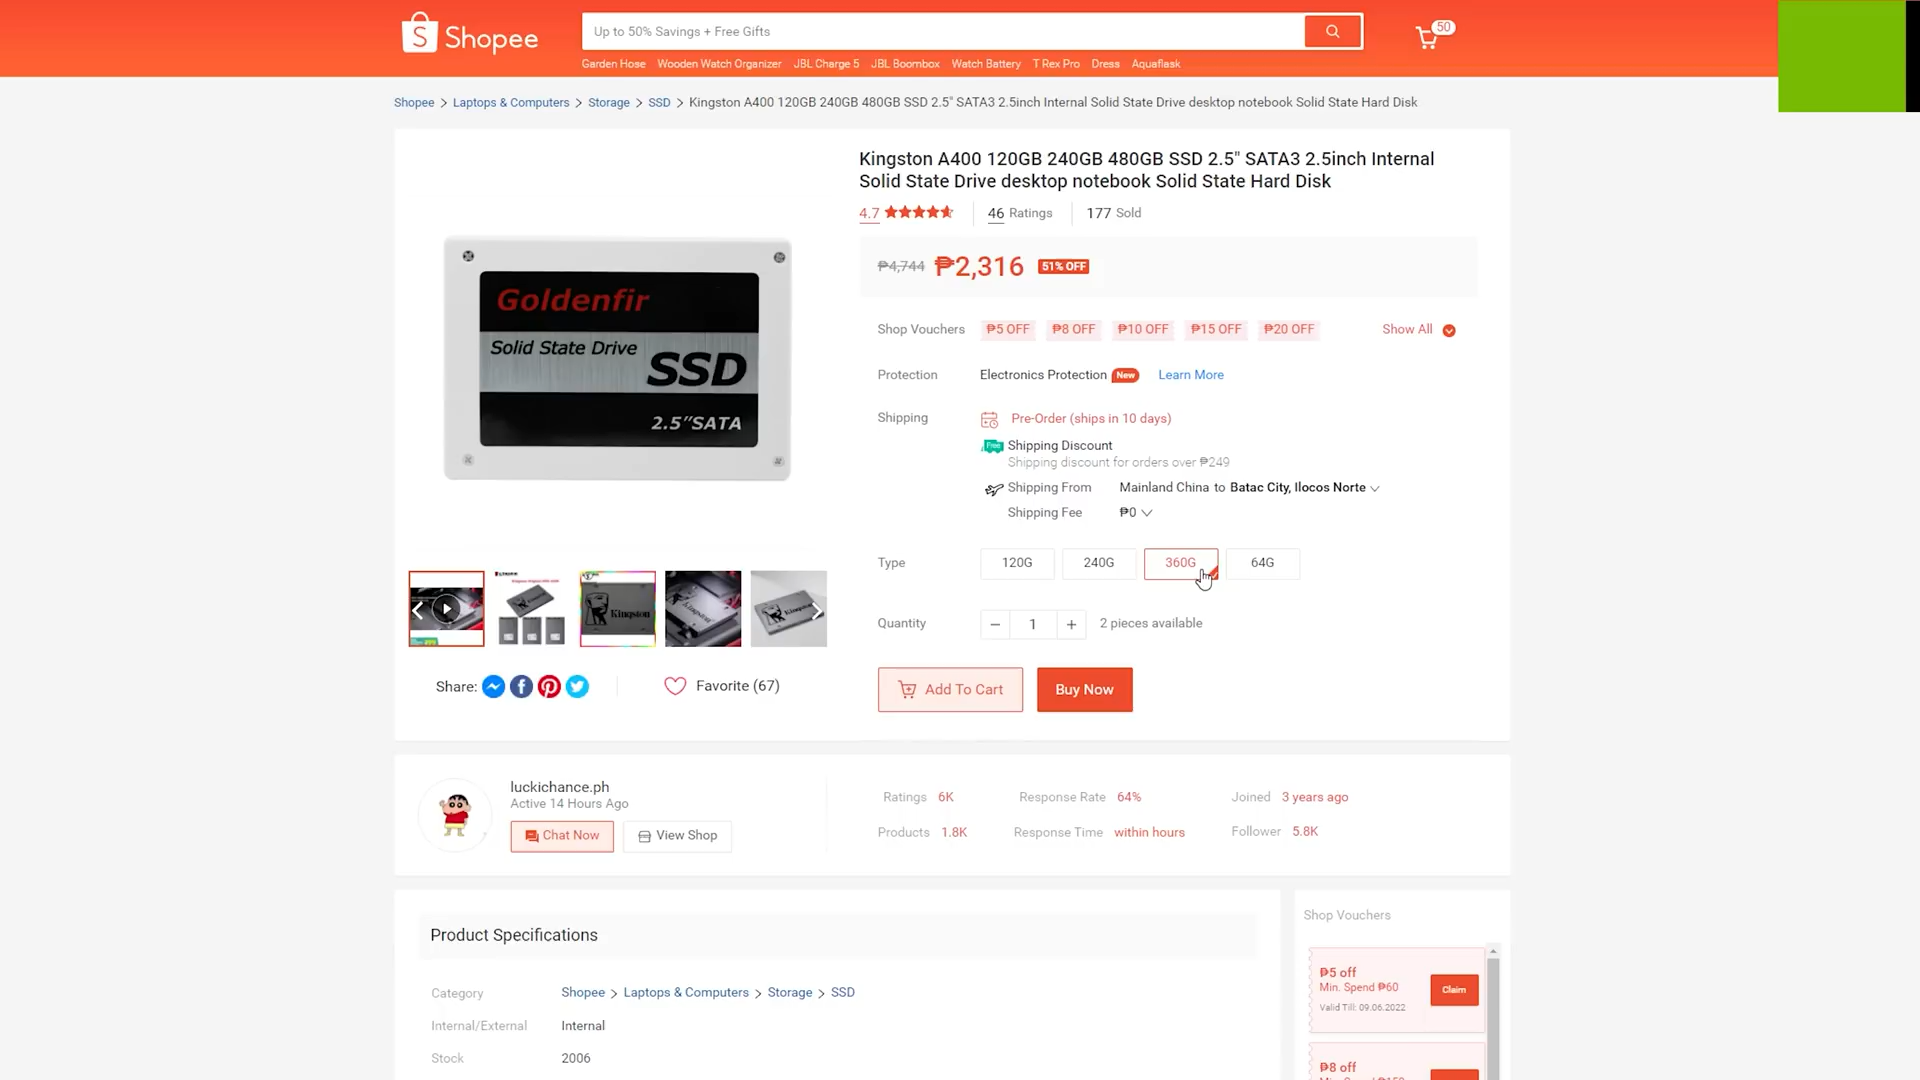 Shopee
Up to 50% Savings + Free Gifts
50
Garden Hose Wooden Watch Organizer JBL Charge 5 JBL Boombox Watch Battery T Rex Pro Dress Aquaflask
Shopee > Laptops & Computers > Storage > SSD > Kingston A400 120GB 240GB 480GB SSD 2.5" SATA3 2.5inch Internal Solid State Drive desktop notebook Solid State Hard Disk
Kingston A400 120GB 240GB 480GB SSD 2.5" SATA3 2.5inch Internal
Solid State Drive desktop notebook Solid State Hard Disk
4.7 46 Ratings 177 Sold
₱4,744 ₱2,316 51% OFF
Goldenfir
Solid State Drive
SSD
2.5"SATA
Shop Vouchers ₱5 OFF ₱8 OFF ₱10 OFF ₱15 OFF ₱20 OFF Show All
Protection Electronics Protection New Learn More
Shipping Pre-Order (ships in 10 days)
Free Shipping Discount
Shipping discount for orders over ₱249
Shipping From Mainland China to Batac City, Ilocos Norte
Shipping Fee ₱0
Type 120G 240G 360G 64G
Kingston
Kingston
Kingston
Quantity − 1 + 2 pieces available
Share: Favorite (67)
Add To Cart Buy Now
luckichance.ph
Active 14 Hours Ago
Chat Now View Shop
Ratings 6K Response Rate 64% Joined 3 years ago
Products 1.8K Response Time within hours Follower 5.8K
Product Specifications
Category Shopee > Laptops & Computers > Storage > SSD
Internal/External Internal
Stock 2006
Shop Vouchers
₱5 off
Min. Spend ₱60
Valid Till: 09.06.2022
Claim
₱8 off